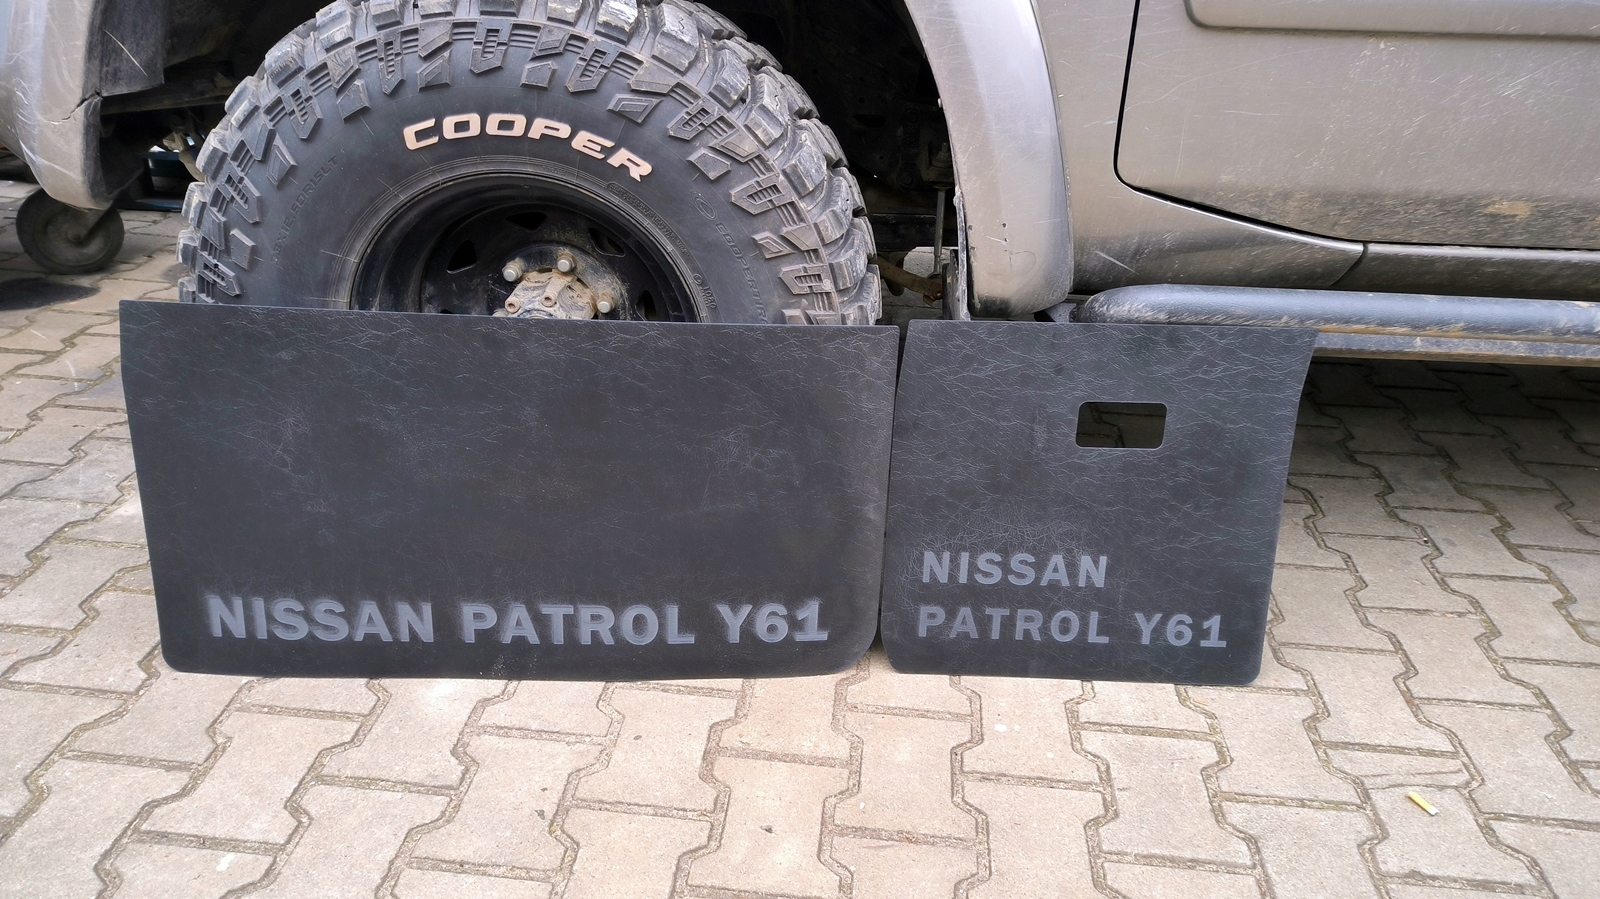 COOPER
NISSAN PATROL Y61
NISSAN
PATROL Y61